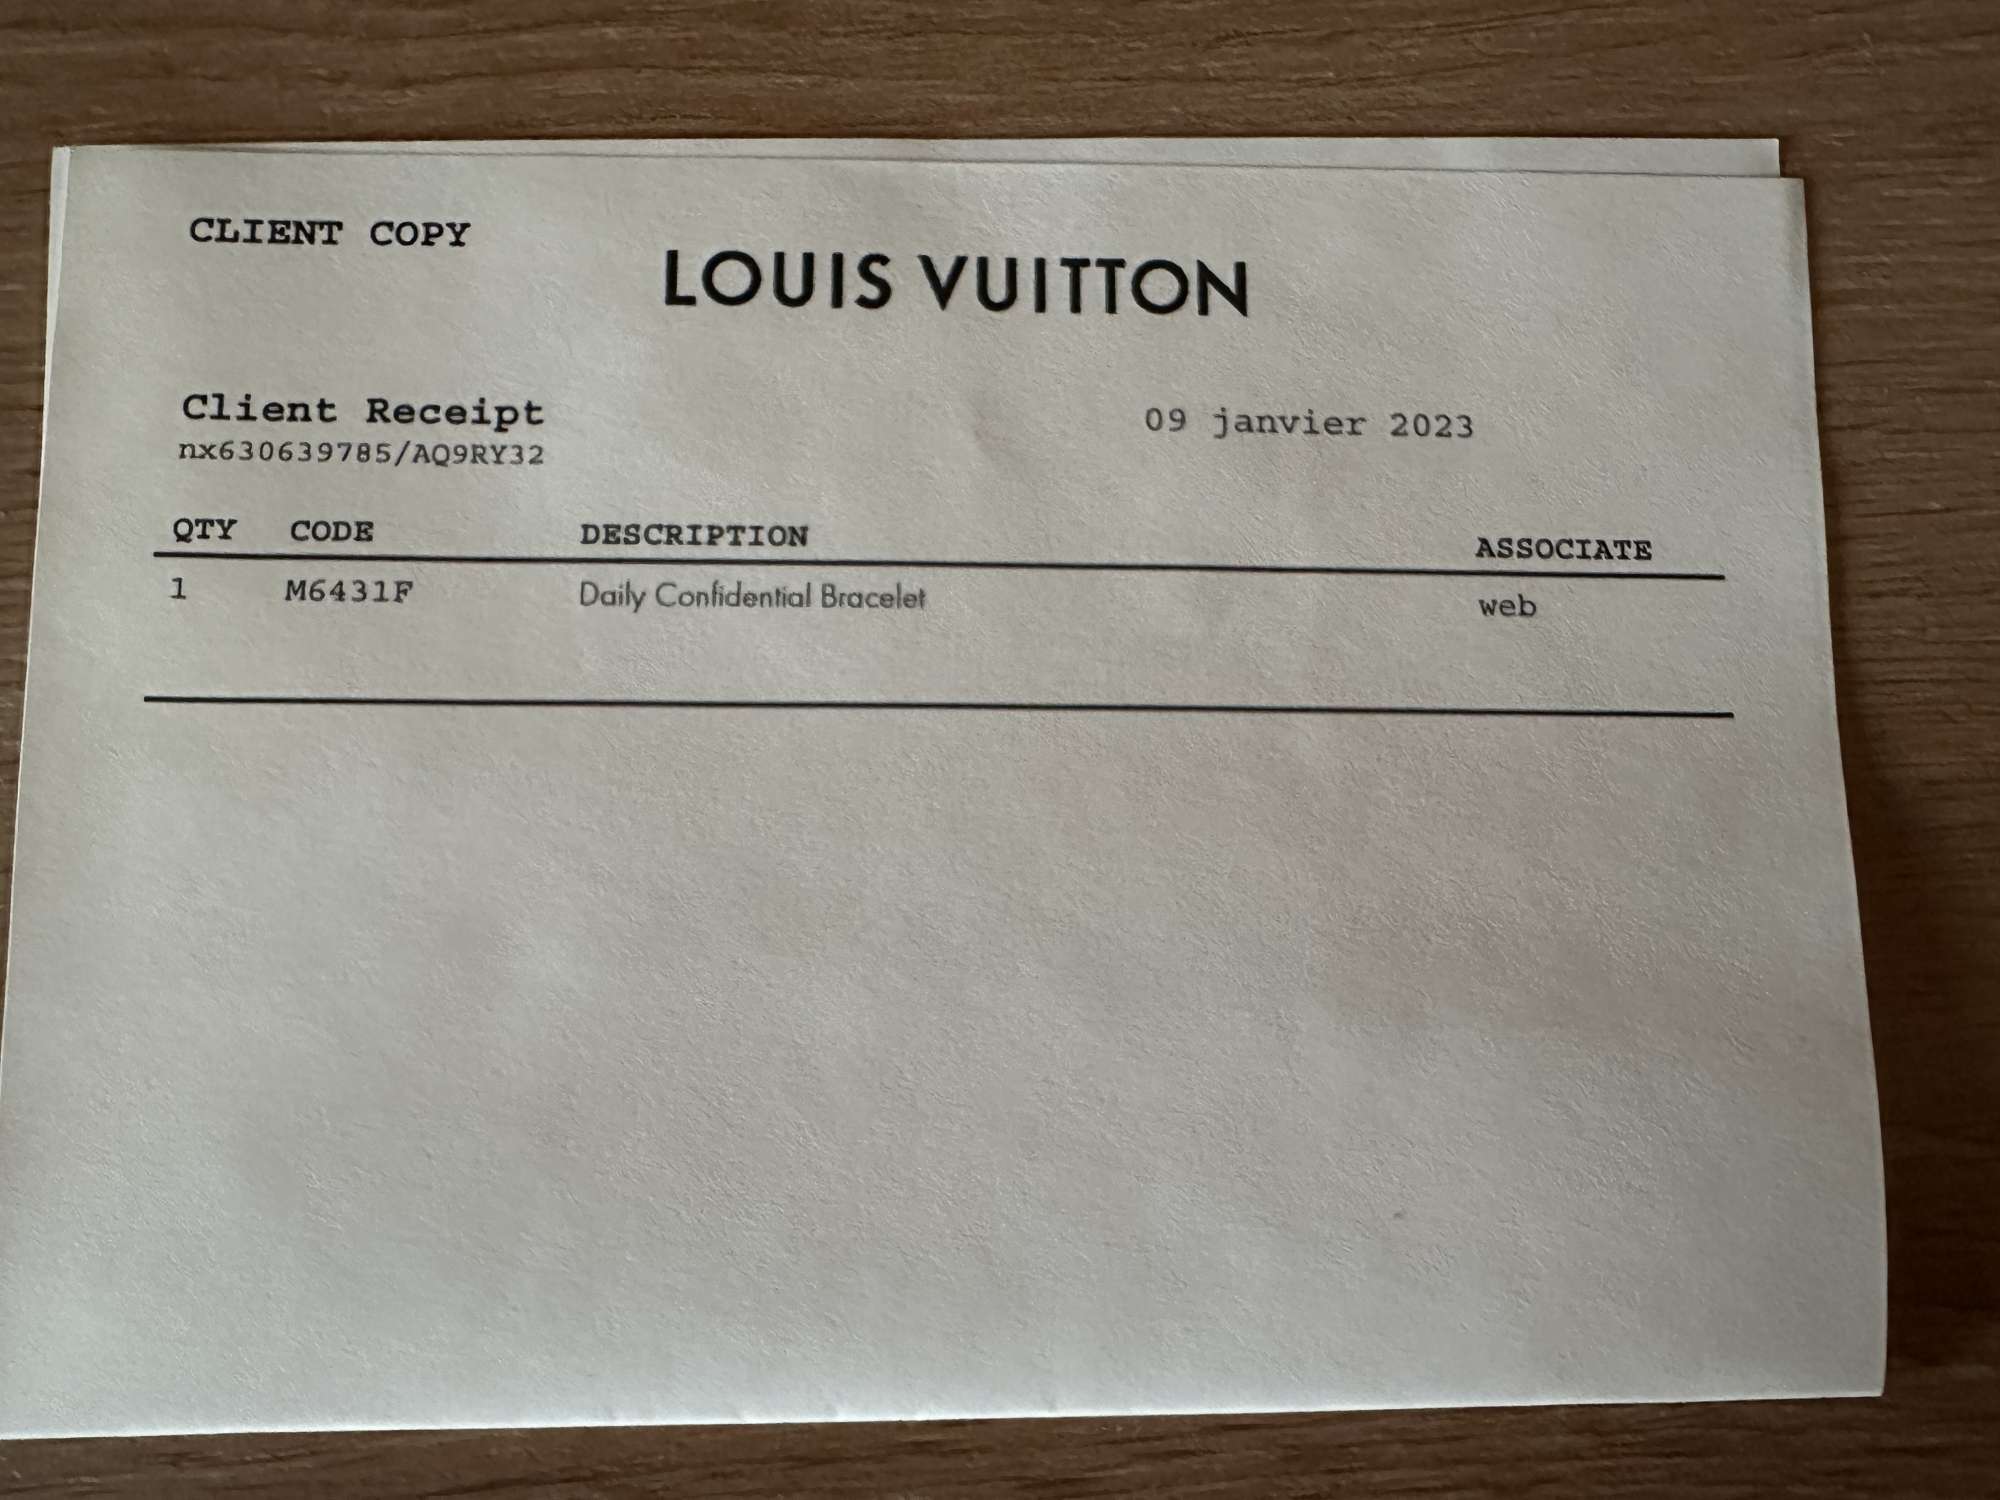 CLIENT COPY
LOUIS VUITTON
Client Receipt
09 janvier 2023
nx630639785/AQ9RY32
QTY CODE DESCRIPTION ASSOCIATE
1 M6431F Daily Confidential Bracelet web